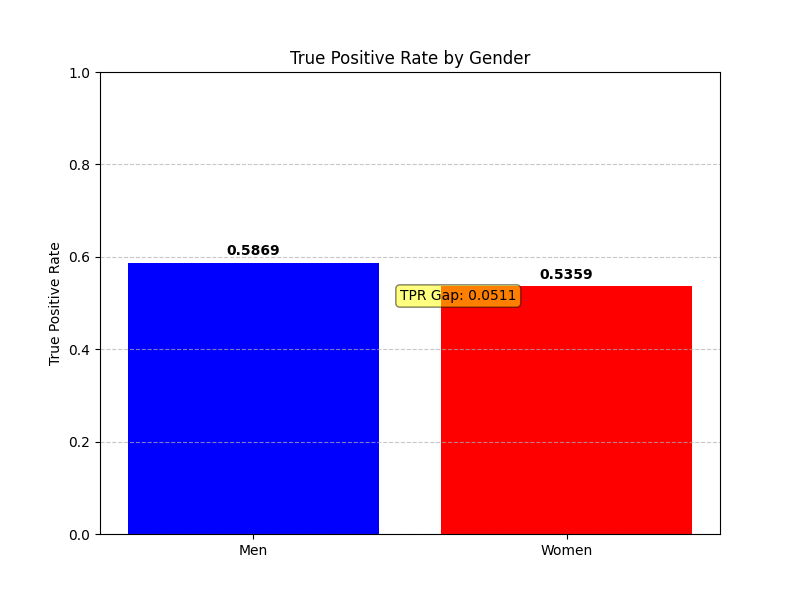 True Positive Rate by Gender
True Positive Rate
1.0
0.8
0.6
0.4
0.2
0.0
0.5869
0.5359
TPR Gap: 0.0511
Men
Women